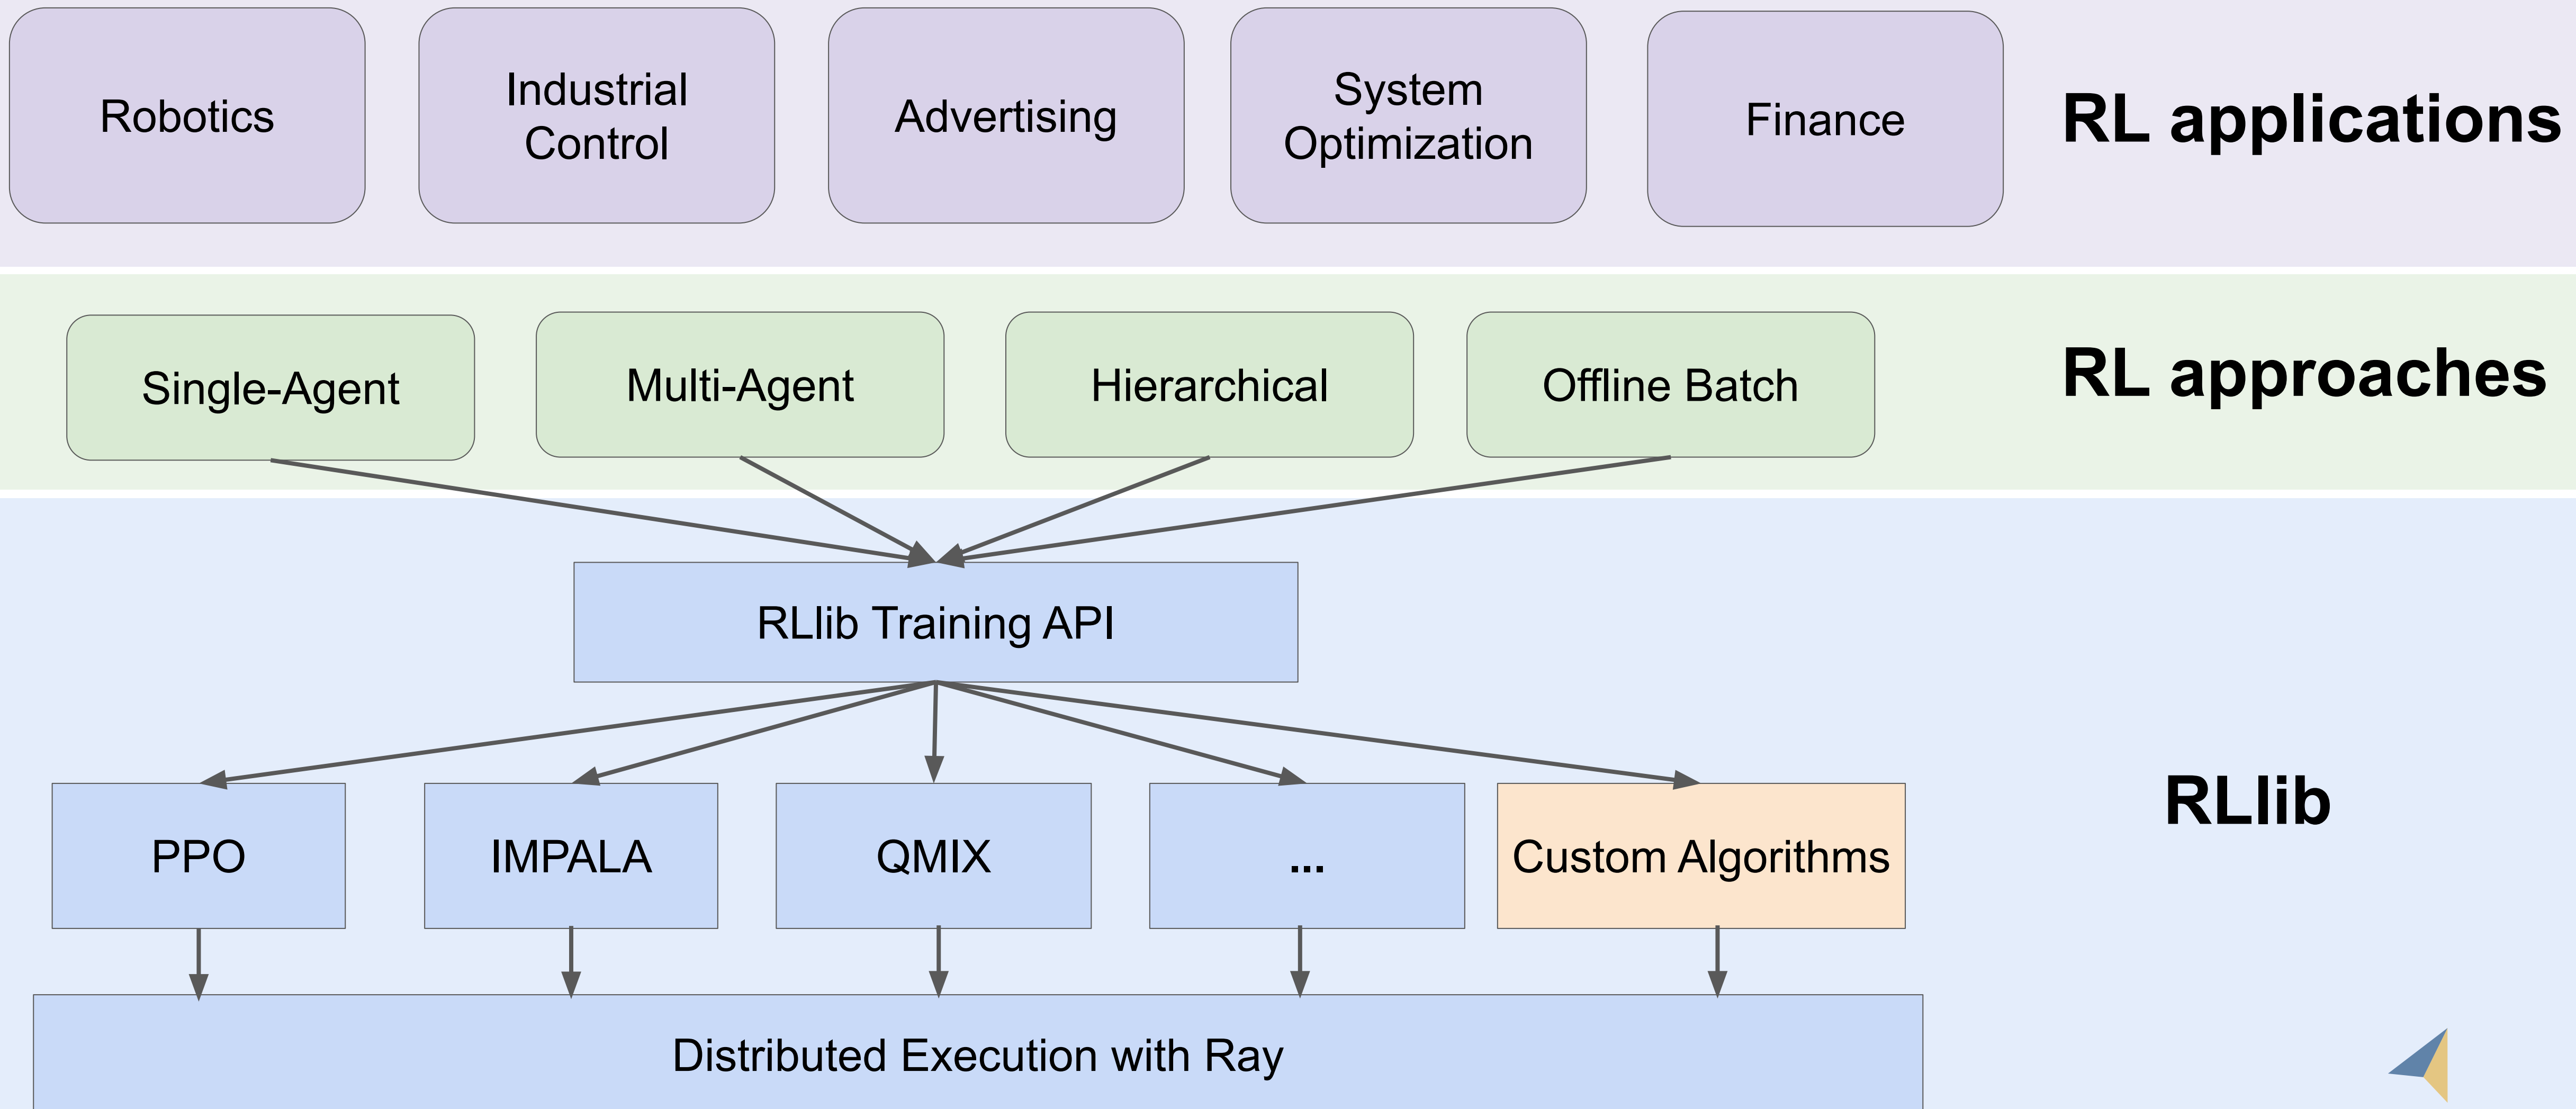 Robotics
Industrial
Control
Advertising
System
Optimization
Finance
RL applications
Single-Agent
Multi-Agent
Hierarchical
Offline Batch
RL approaches
RLlib Training API
PPO
IMPALA
QMIX
...
Custom Algorithms
RLlib
Distributed Execution with Ray